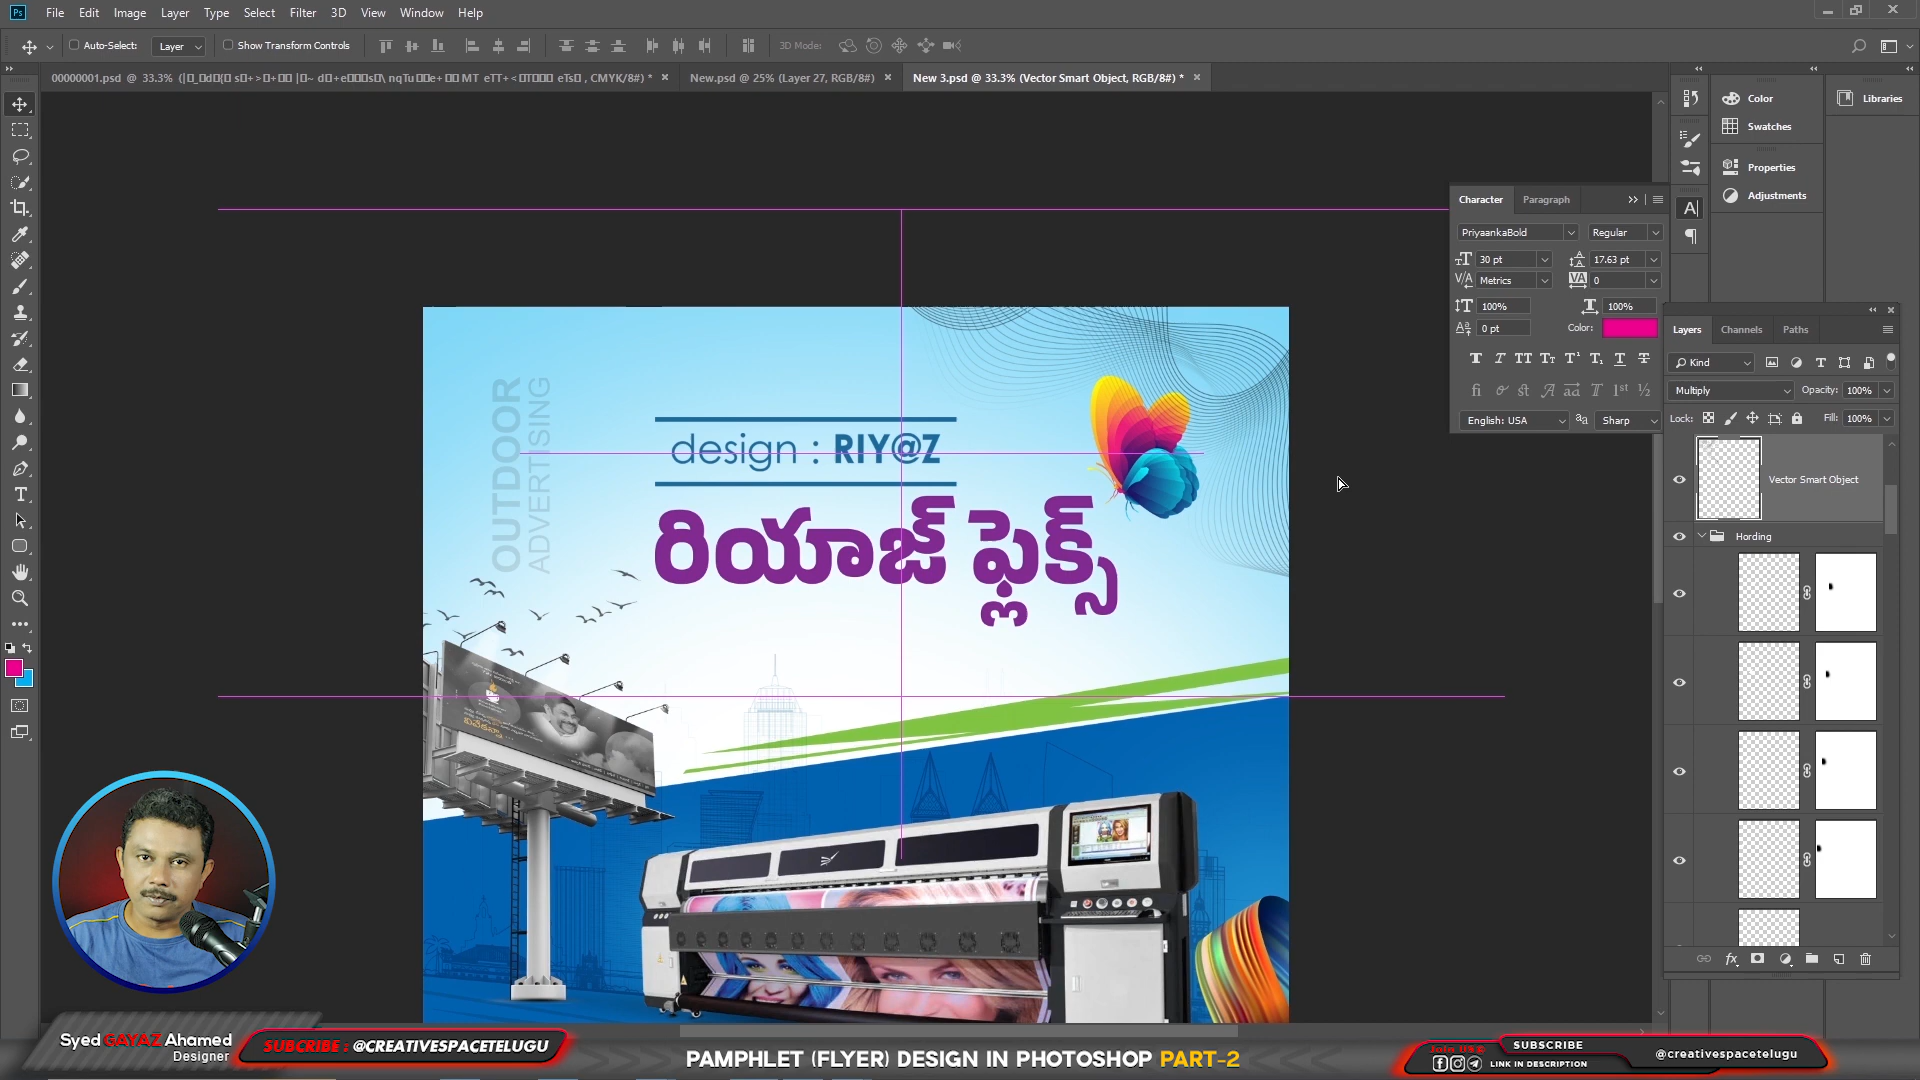 Ps File Edit Image Layer Type Select Filter 3D View Window Help
Auto-Select: Layer Show Transform Controls 3D Mode:
New.psd @ 25% (Layer 27, RGB/8#) ×
New 3.psd @ 33.3% (Vector Smart Object, RGB/8#) * ×
Color
Swatches
Properties
Adjustments
Libraries
Character Paragraph
PriyaankaBold Regular
30 pt 17.63 pt
Metrics 0
100% 100%
0 pt Color:
English: USA Sharp
Layers Channels Paths
Kind
Multiply Opacity: 100%
Lock: Fill: 100%
Vector Smart Object
Hording
OUTDOOR
ADVERTISING
design : RIY@Z
రియాజ్ ఫ్లెక్స్
Syed GAYAZ Ahamed
Designer
SUBCRIBE : @CREATIVESPACETELUGU
PAMPHLET (FLYER) DESIGN IN PHOTOSHOP PART-2
SUBSCRIBE
LINK IN DESCRIPTION
@creativespacetelugu